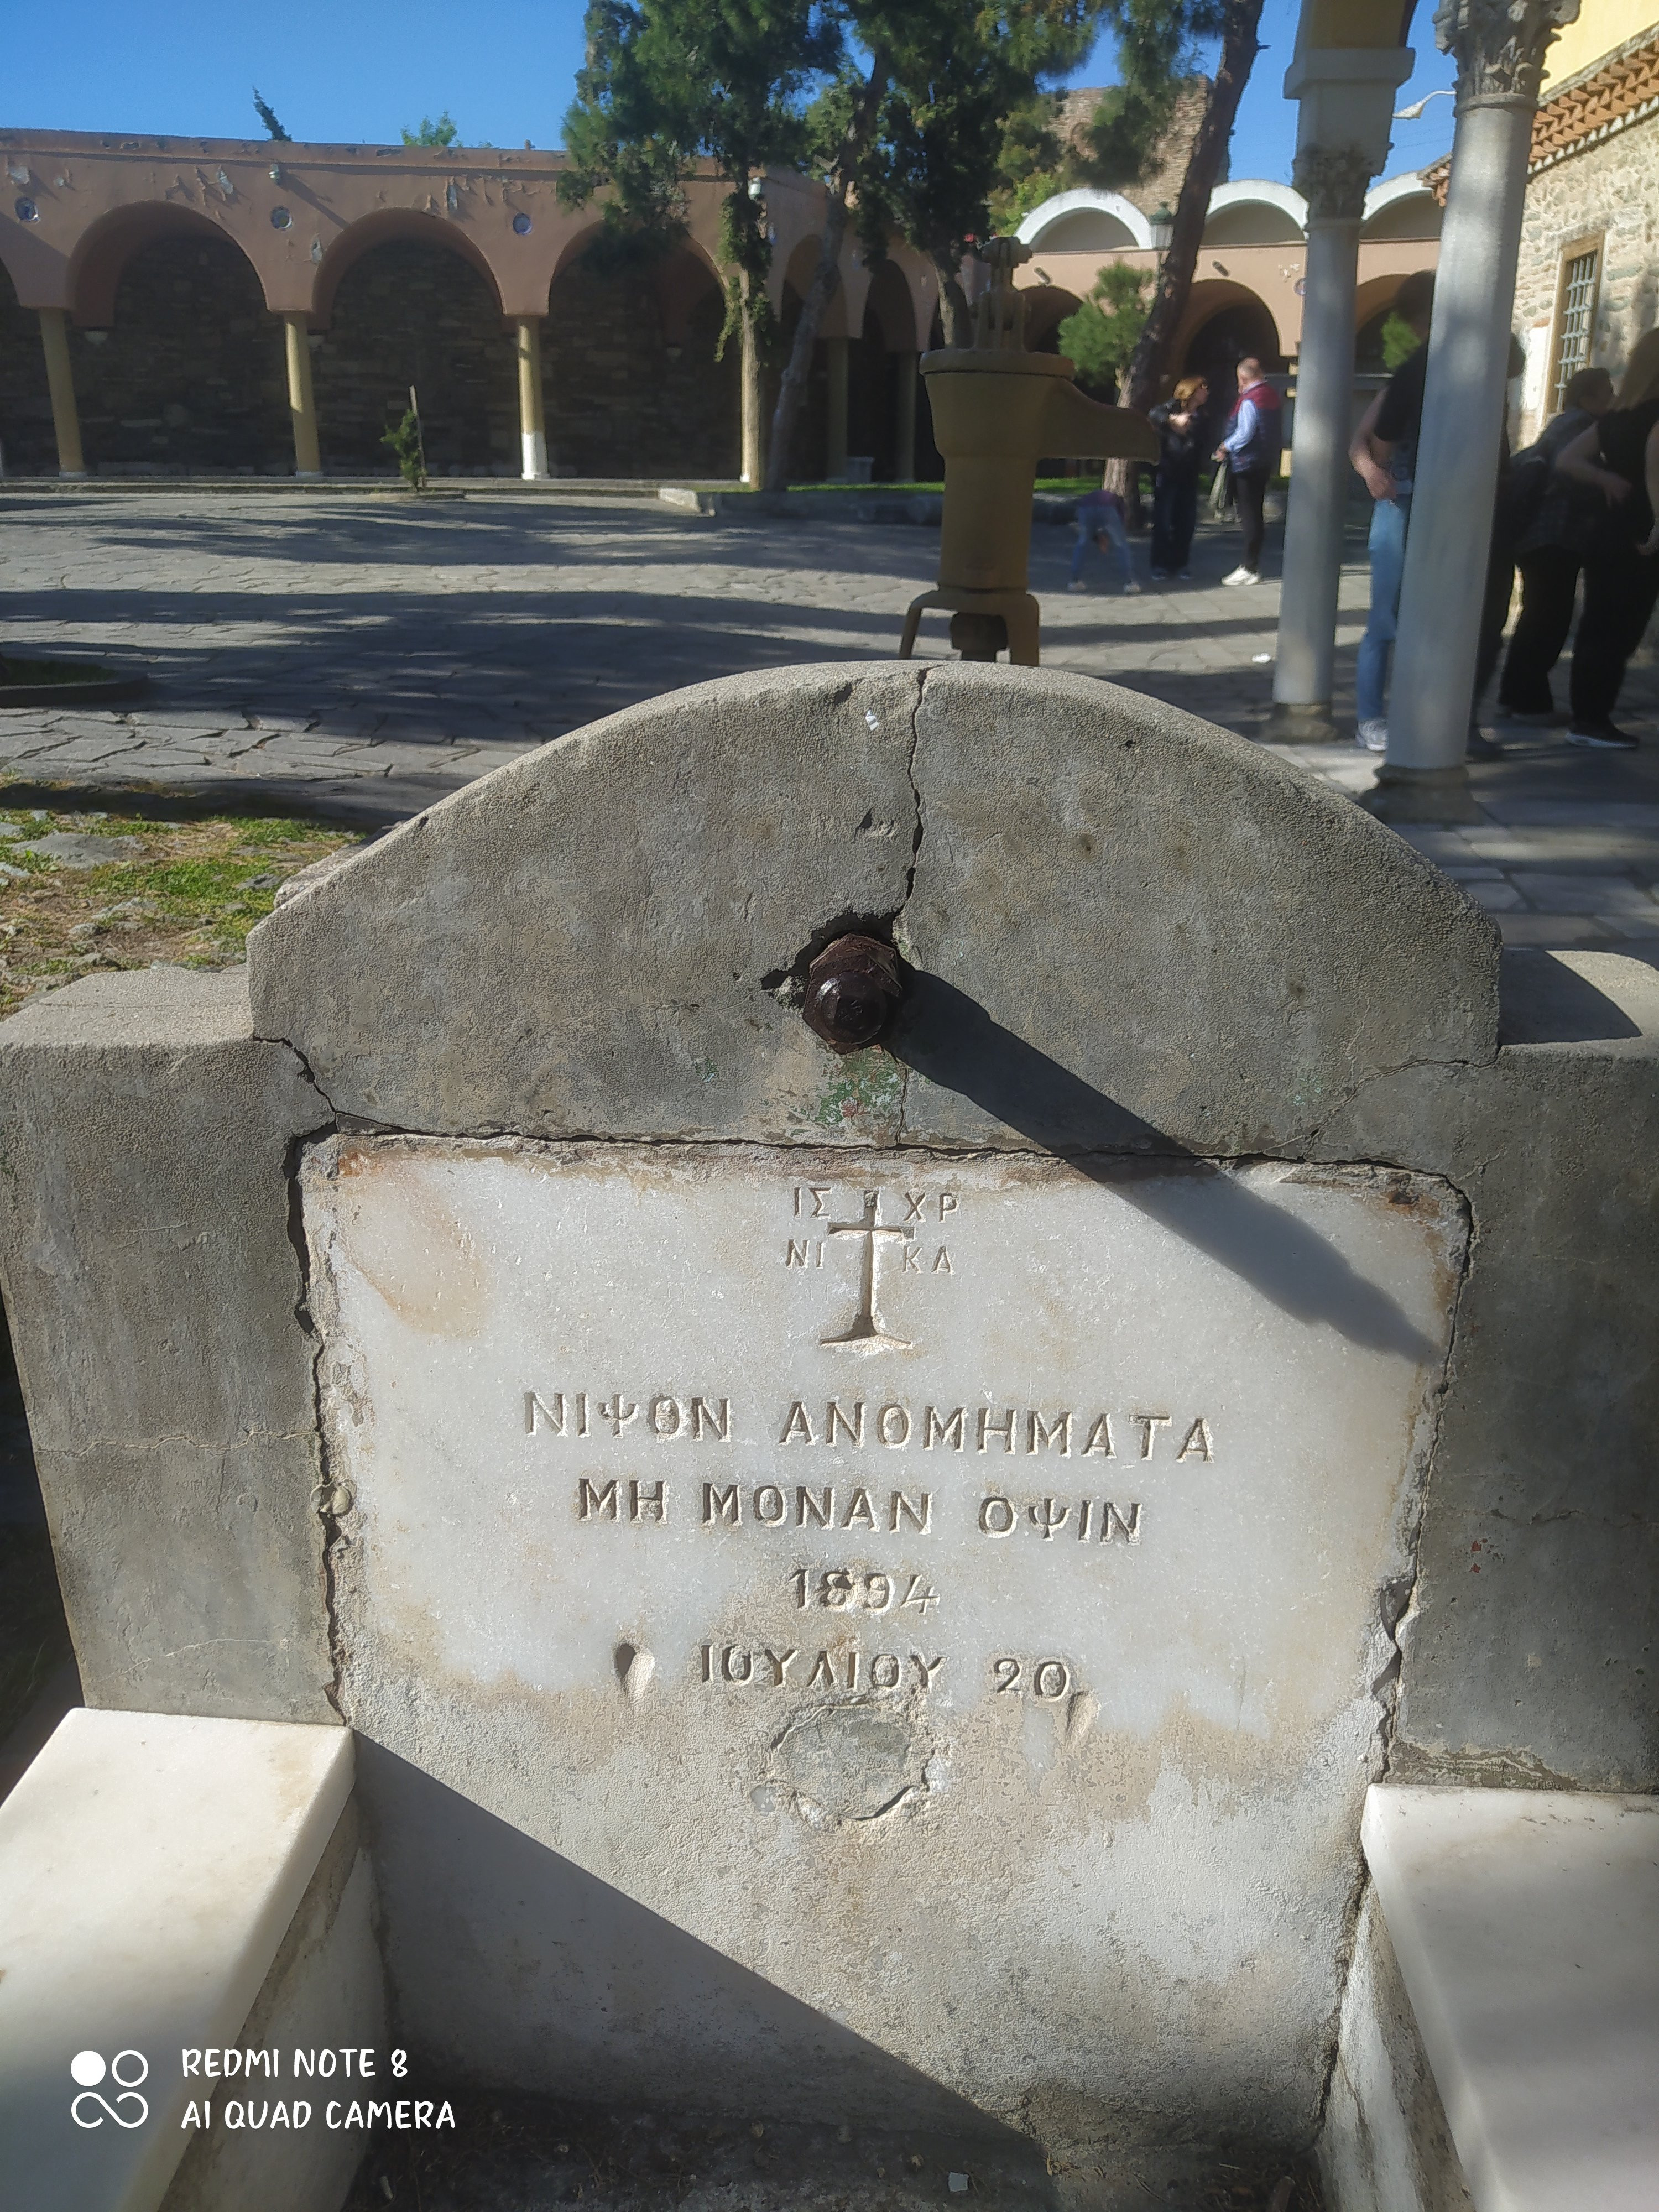 ΙΣ ΧΡ
ΝΙ ΚΑ
ΝΙΨΟΝ ΑΝΟΜΗΜΑΤΑ
ΜΗ ΜΟΝΑΝ ΟΨΙΝ
1894
ΙΟΥΛΙΟΥ 20
REDMI NOTE 8
AI QUAD CAMERA